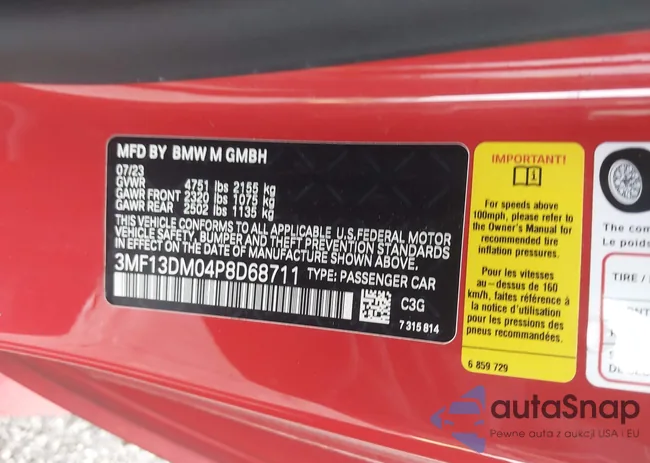 MFD BY BMW M GMBH
07/23
GVWR 4751 lbs 2155 kg
GAWR FRONT 2320 lbs 1075 kg
GAWR REAR 2502 lbs 1135 kg
THIS VEHICLE CONFORMS TO ALL APPLICABLE U.S.FEDERAL MOTOR
VEHICLE SAFETY, BUMPER AND THEFT PREVENTION STANDARDS
IN EFFECT ON THE DATE OF MANUFACTURE SHOWN ABOVE.
3MF13DM04P8D68711 TYPE: PASSENGER CAR
C3G
7 315 814
IMPORTANT!
For speeds above
100mph, please refer to
the Owner's Manual for
recommended tire
inflation pressures.
Pour les vitesses
au-dessus de 160
km/h, faites référence à
la notice d'utilisation
pour les pressions des
pneus recommandées.
6 859 729
The com
Le poids
TIRE /
autaSnap
Pewne auta z aukcji USA i EU